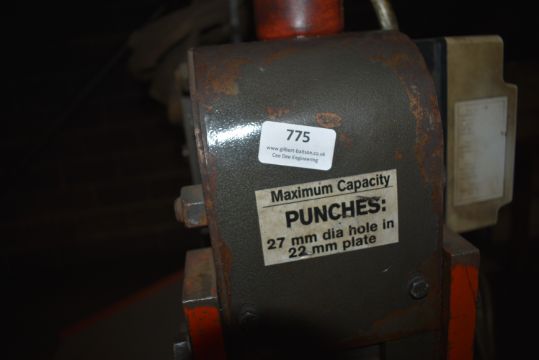 775
www.gilbert-baitson.co.uk
Cee Dee Engineering
Maximum Capacity
PUNCHES:
27 mm dia hole in
22 mm plate